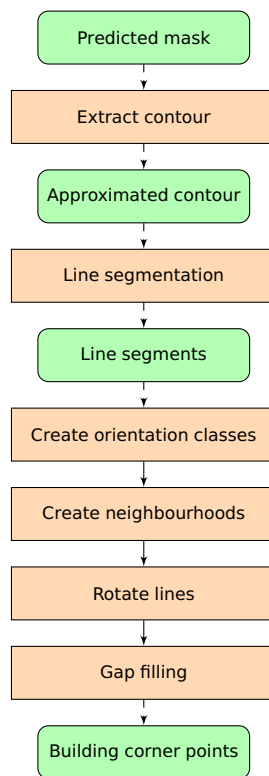 Predicted mask
Extract contour
Approximated contour
Line segmentation
Line segments
Create orientation classes
Create neighbourhoods
Rotate lines
Gap filling
Building corner points